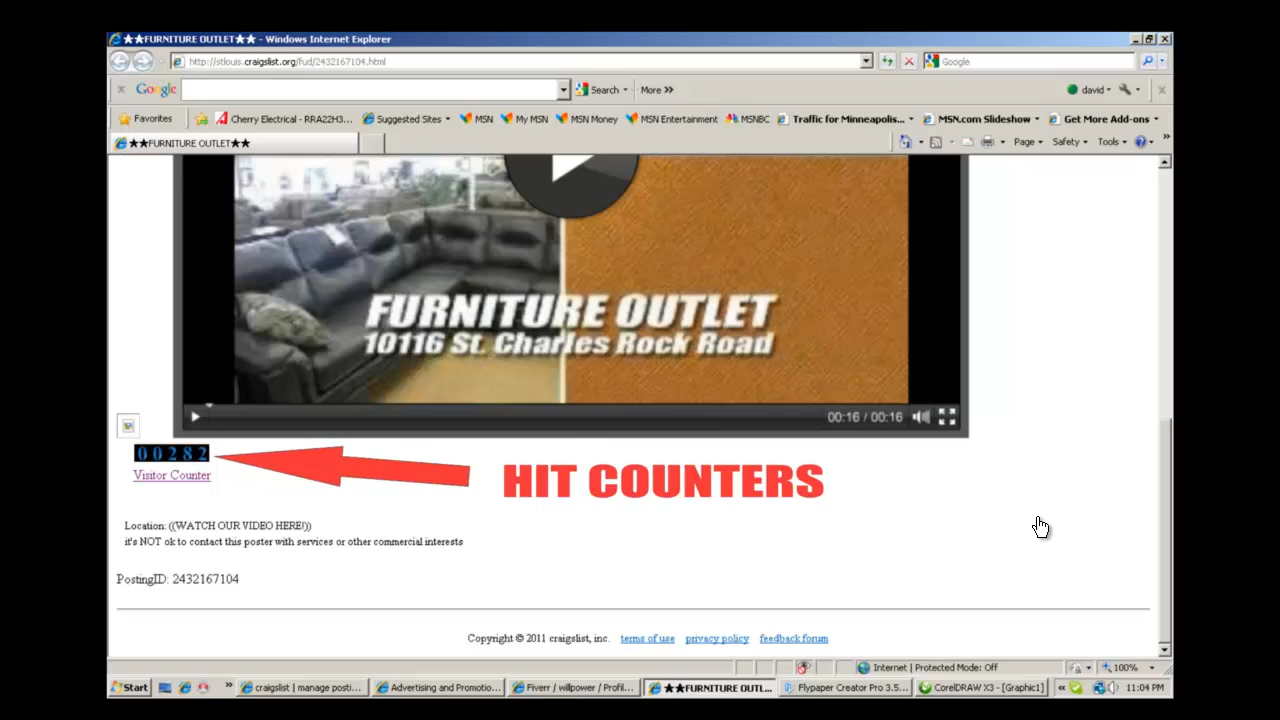 ★★FURNITURE OUTLET★★ - Windows Internet Explorer
http://stlouis.craigslist.org/fud/2432167104.html
Google
Google
Search
More >>
david
Favorites
Cherry Electrical - RRA22H3...
Suggested Sites
MSN
My MSN
MSN Money
MSN Entertainment
MSNBC
Traffic for Minneapolis...
MSN.com Slideshow
Get More Add-ons
★★FURNITURE OUTLET★★
Page
Safety
Tools
FURNITURE OUTLET
10116 St. Charles Rock Road
00:16 / 00:16
00282
Visitor Counter
HIT COUNTERS
Location: ((WATCH OUR VIDEO HERE!))
it's NOT ok to contact this poster with services or other commercial interests
PostingID: 2432167104
Copyright © 2011 craigslist, inc. terms of use privacy policy feedback forum
Internet | Protected Mode: Off
100%
Start
craigslist | manage posti...
Advertising and Promotio...
Fiverr / willpower / Profil...
★★FURNITURE OUTL...
Flypaper Creator Pro 3.5...
CorelDRAW X3 - [Graphic1]
11:04 PM